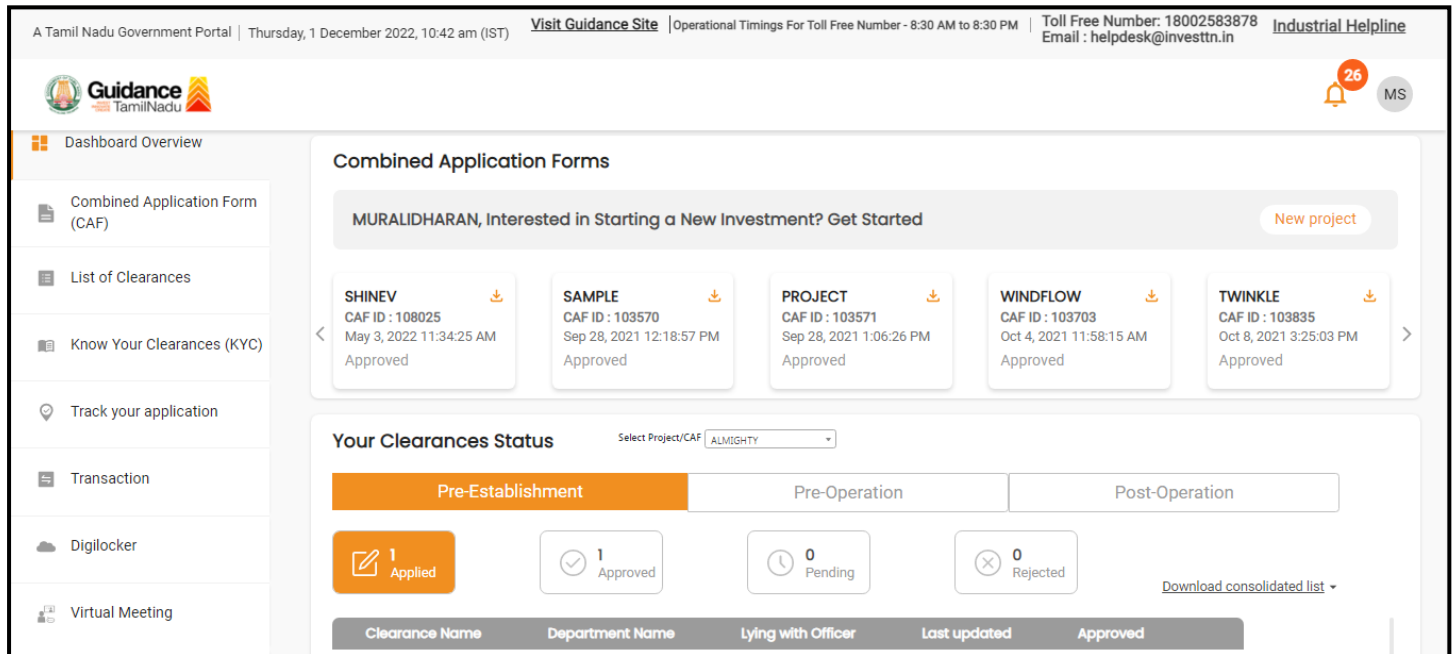 A Tamil Nadu Government Portal | Thursday, 1 December 2022, 10:42 am (IST)
Visit Guidance Site | Operational Timings For Toll Free Number - 8:30 AM to 8:30 PM |
Toll Free Number: 18002583878
Email : helpdesk@investtn.in
Industrial Helpline
Guidance
TamilNadu
26
MS
Dashboard Overview
Combined Application Form
(CAF)
List of Clearances
Know Your Clearances (KYC)
Track your application
Transaction
Digilocker
Virtual Meeting
Combined Application Forms
MURALIDHARAN, Interested in Starting a New Investment? Get Started
New project
SHINEV
CAF ID : 108025
May 3, 2022 11:34:25 AM
Approved
SAMPLE
CAF ID : 103570
Sep 28, 2021 12:18:57 PM
Approved
PROJECT
CAF ID : 103571
Sep 28, 2021 1:06:26 PM
Approved
WINDFLOW
CAF ID : 103703
Oct 4, 2021 11:58:15 AM
Approved
TWINKLE
CAF ID : 103835
Oct 8, 2021 3:25:03 PM
Approved
Your Clearances Status
Select Project/CAF ALMIGHTY
Pre-Establishment
Pre-Operation
Post-Operation
1
Applied
1
Approved
0
Pending
0
Rejected
Download consolidated list
Clearance Name Department Name Lying with Officer Last updated Approved